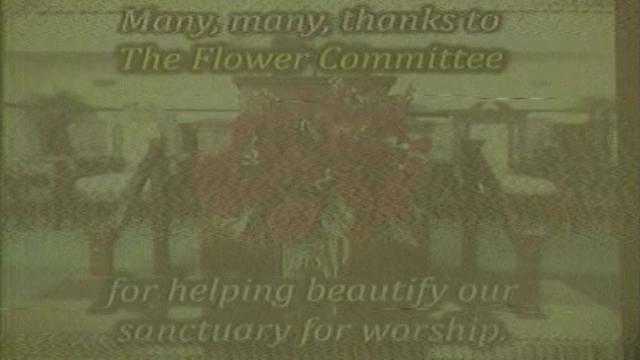 Many, many, thanks to
The Flower Committee
for helping beautify our
sanctuary for worship.